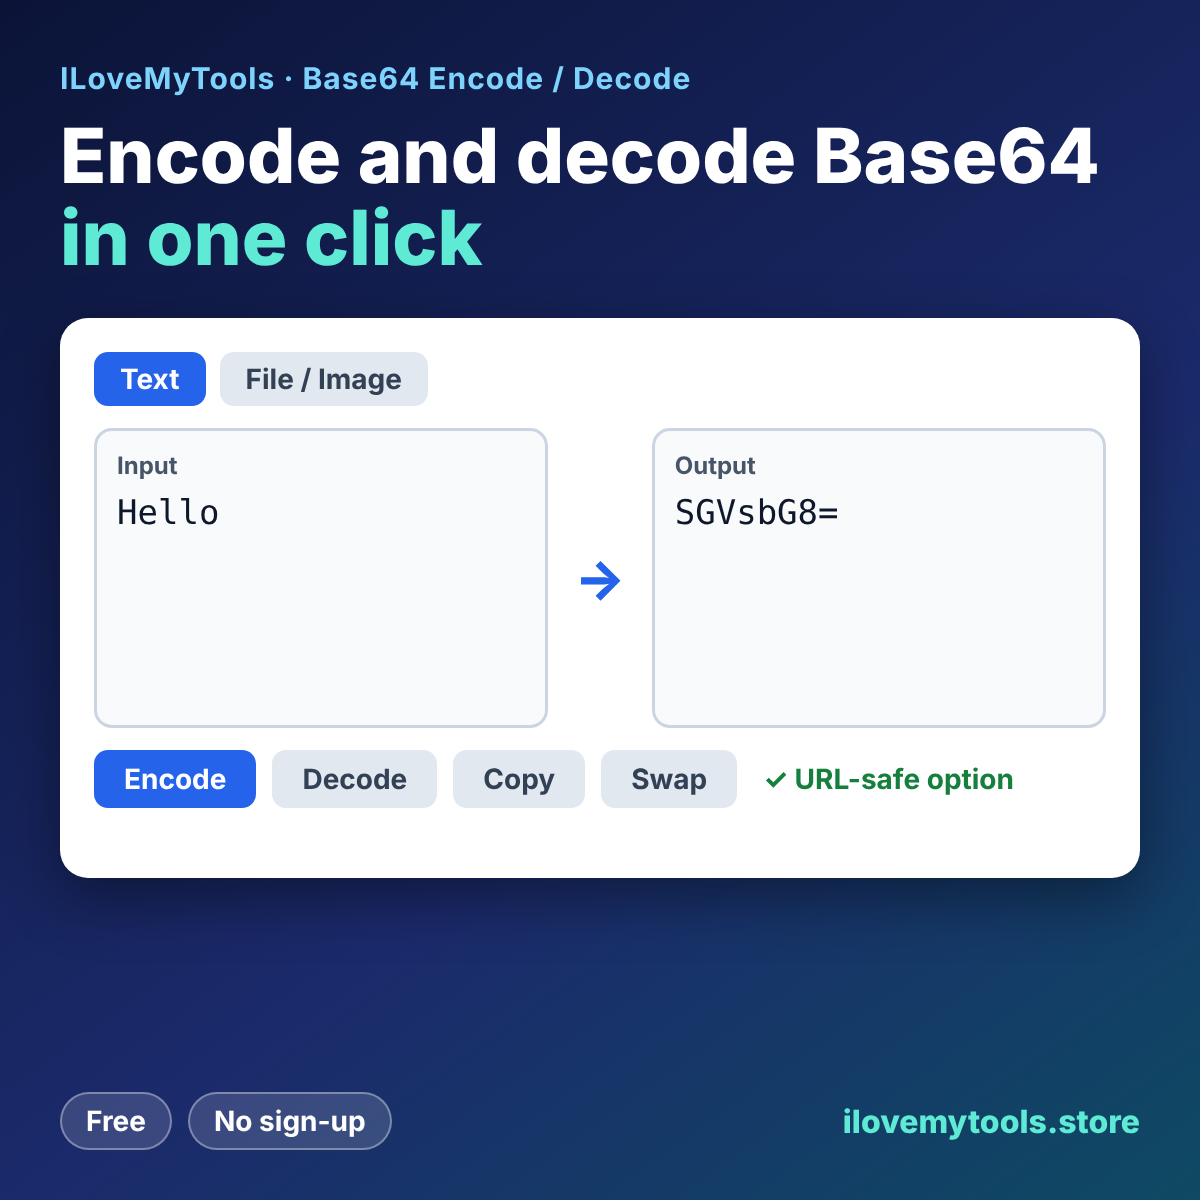 ILoveMyTools · Base64 Encode / Decode
Encode and decode Base64
in one click
Text
File / Image
Input
Hello
→
Output
SGVsbG8=
Encode
Decode
Copy
Swap
✓ URL-safe option
Free
No sign-up
ilovemytools.store